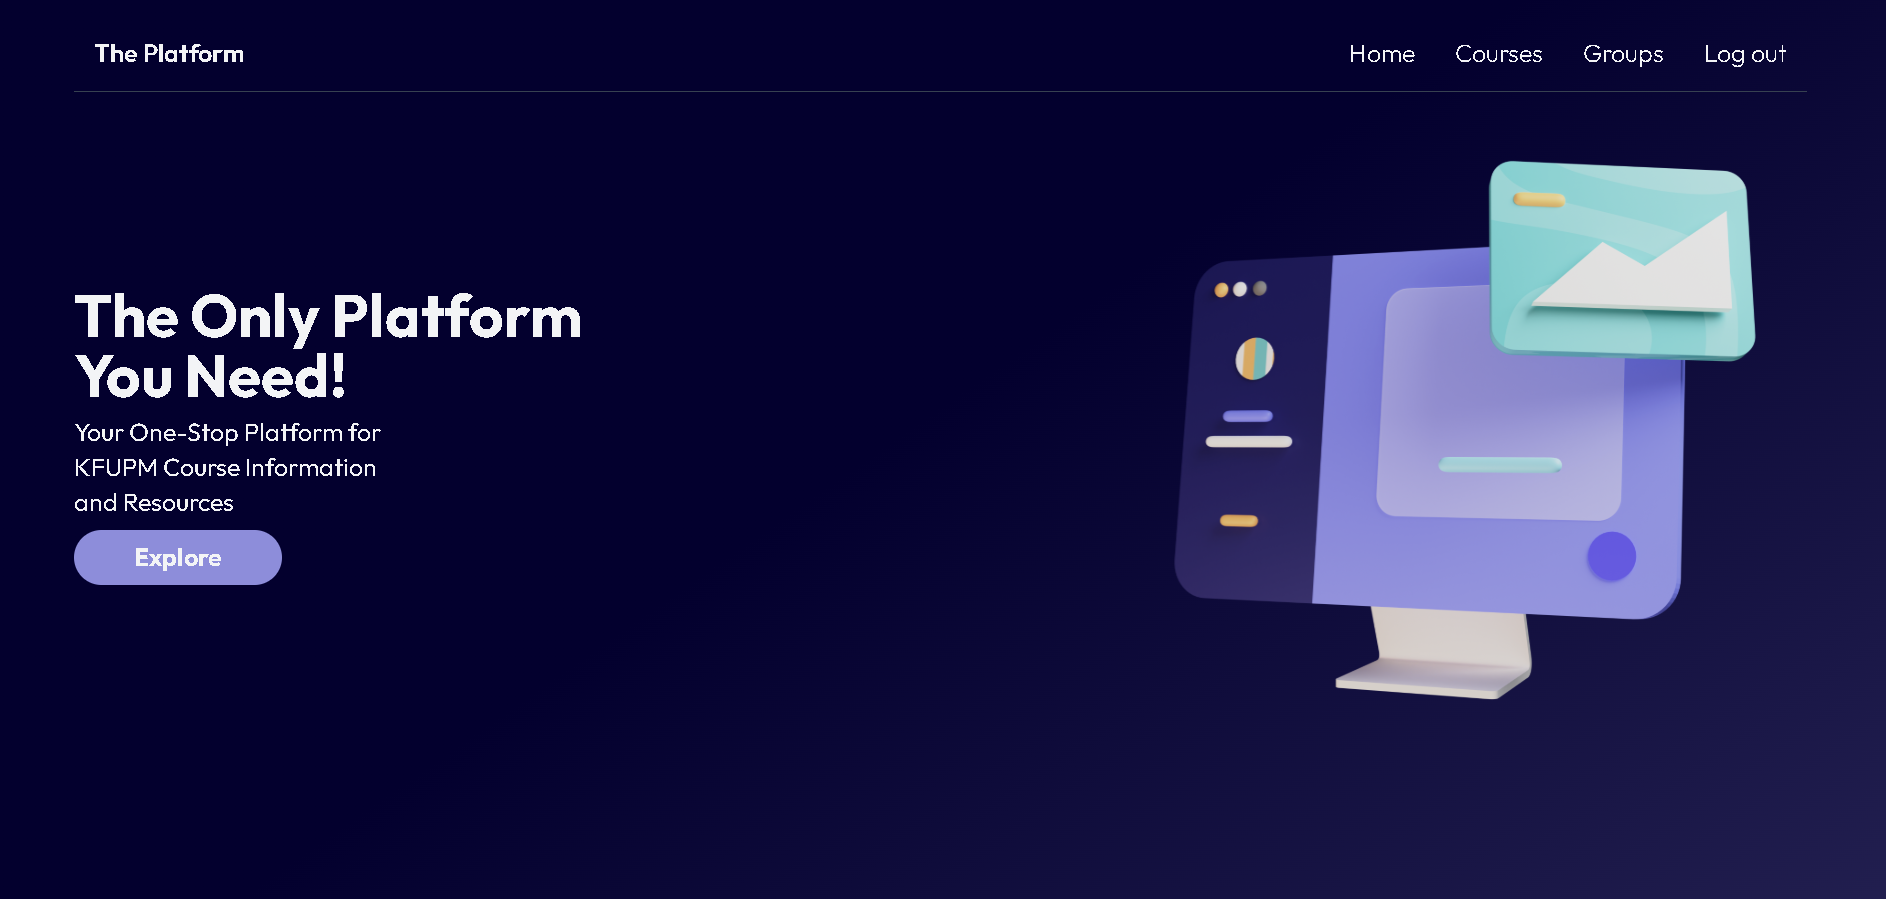 The Platform
Home Courses Groups Log out
The Only Platform
You Need!
Your One-Stop Platform for
KFUPM Course Information
and Resources
Explore